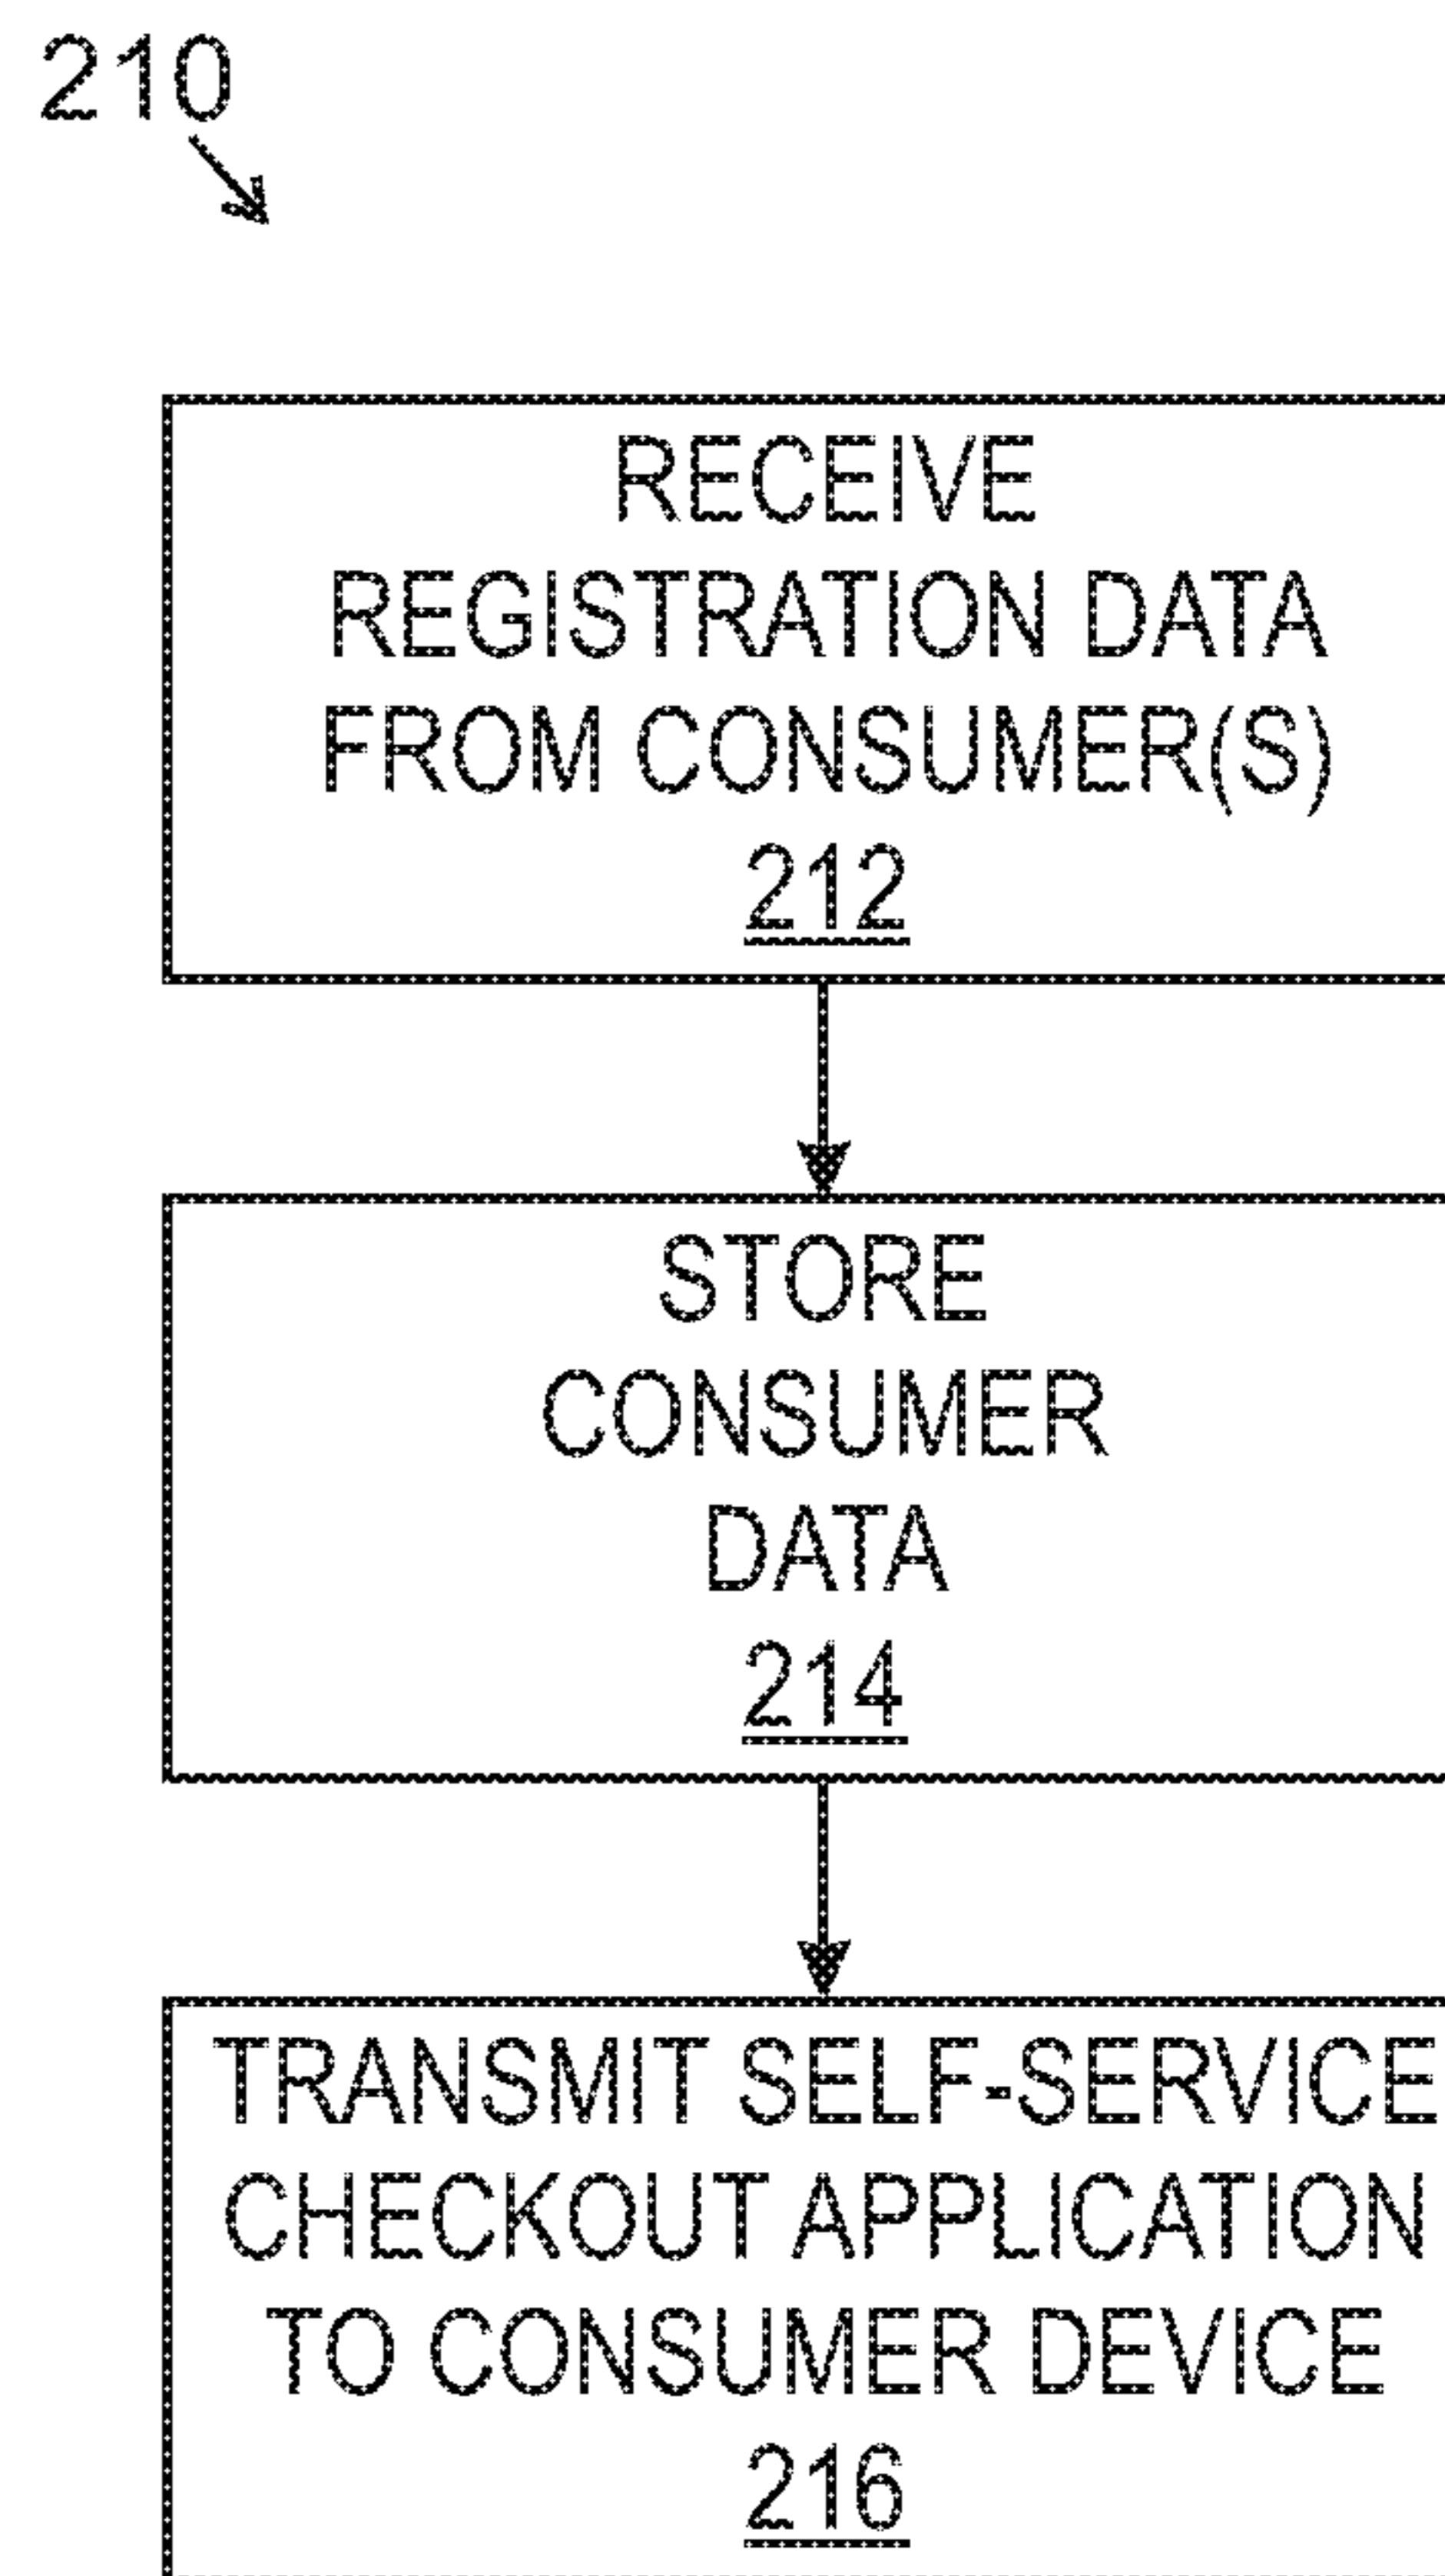 210
RECEIVE
REGISTRATION DATA
FROM CONSUMER(S)
212
STORE
CONSUMER
DATA
214
TRANSMIT SELF-SERVICE
CHECKOUT APPLICATION
TO CONSUMER DEVICE
216